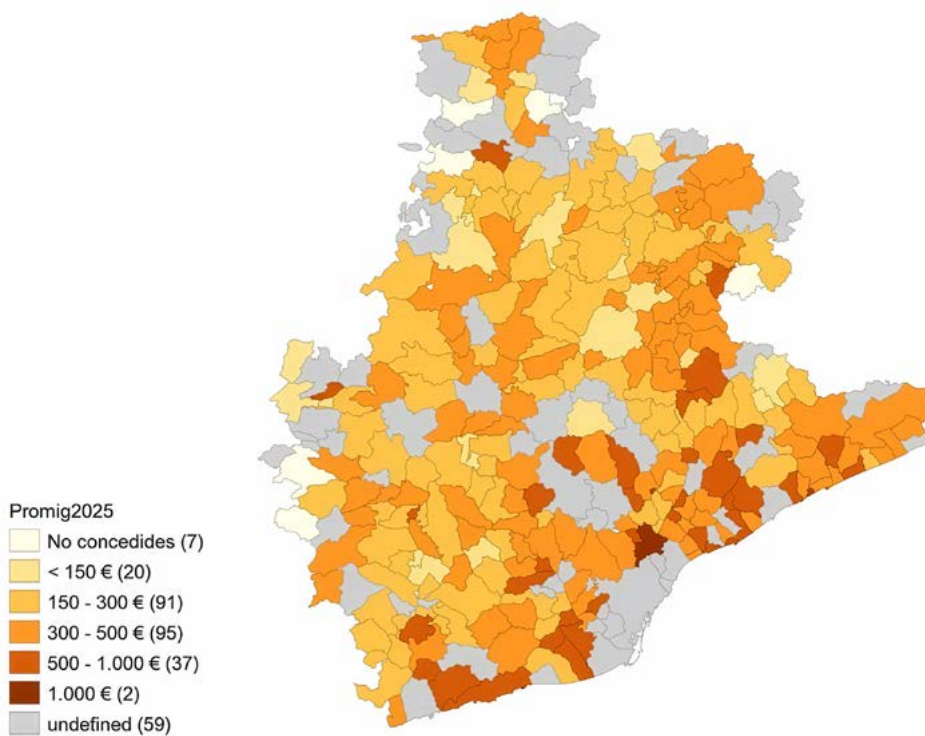 Promig2025
No concedides (7)
< 150 € (20)
150 - 300 € (91)
300 - 500 € (95)
500 - 1.000 € (37)
1.000 € (2)
undefined (59)